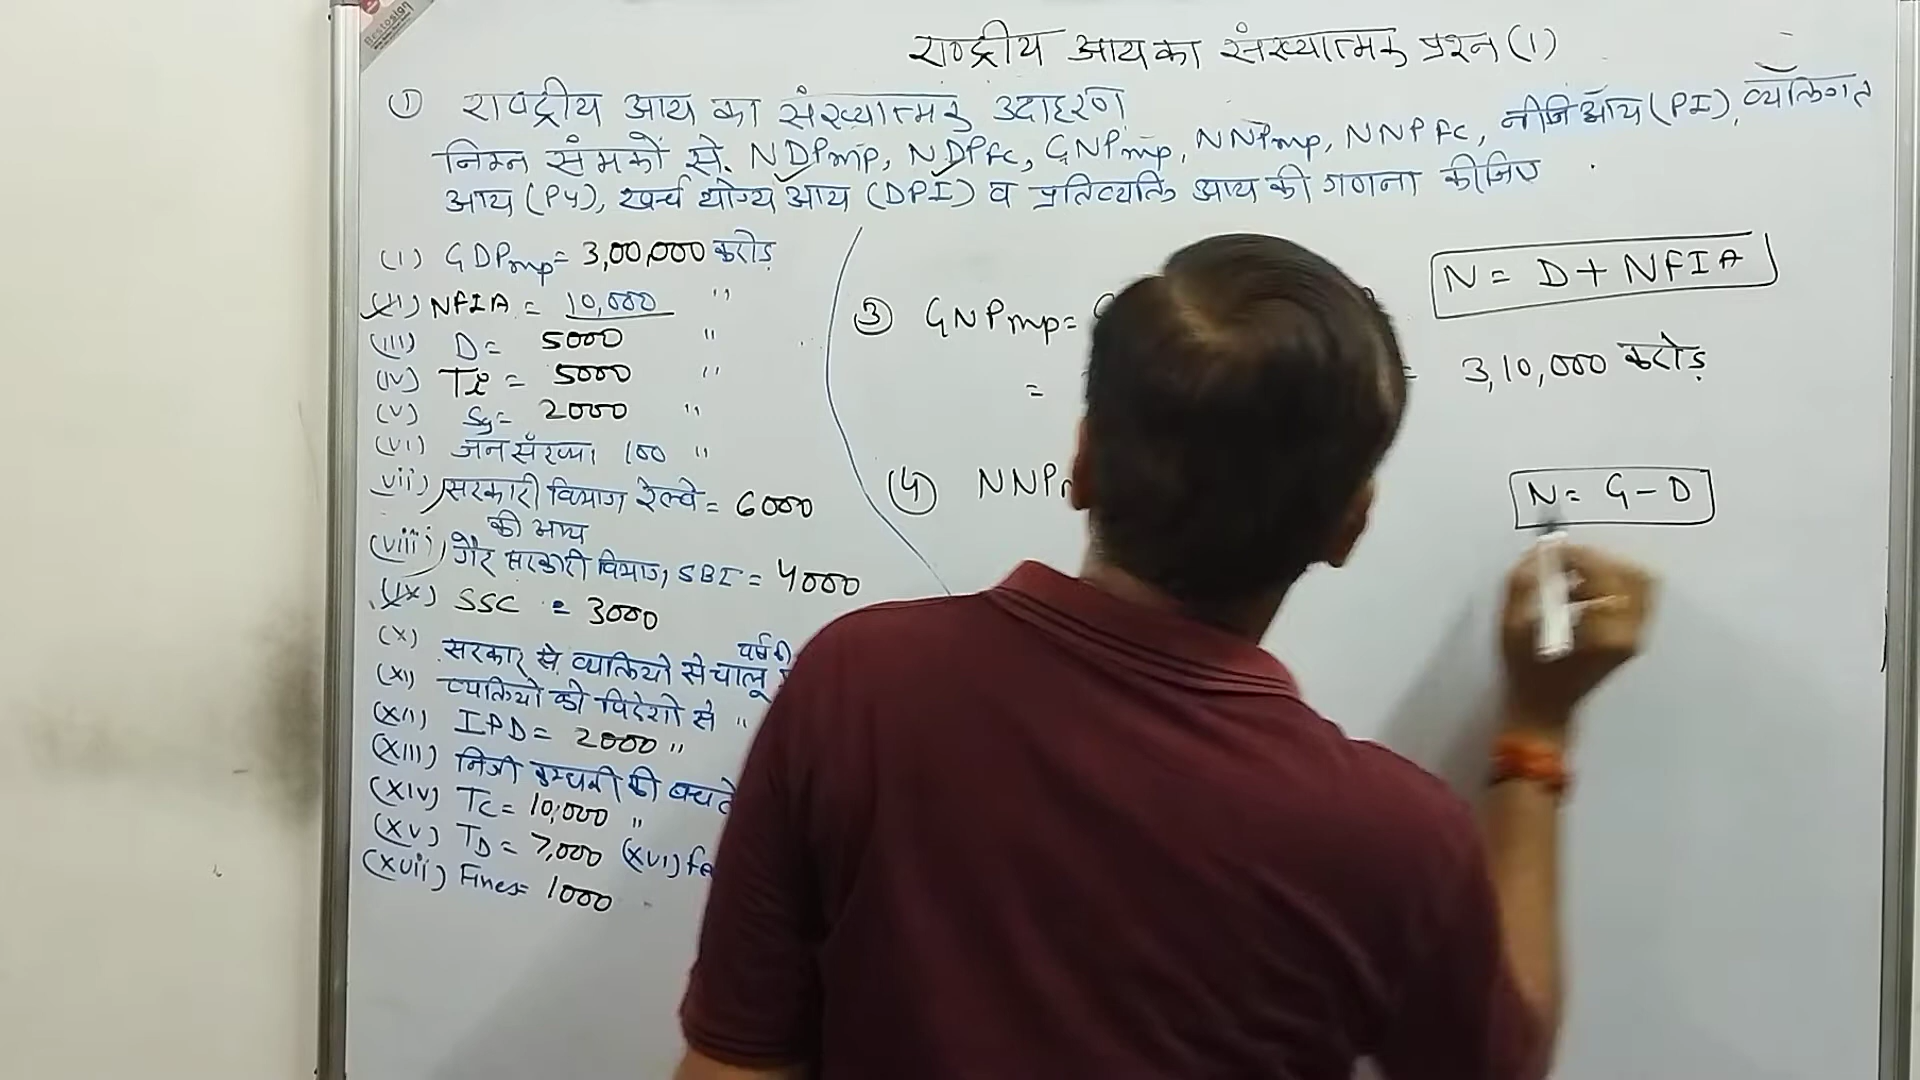 Bestosign
राष्ट्रीय आय का संख्यात्मक प्रश्न (1)
① राष्ट्रीय आय का संख्यात्मक उदाहरण
निम्न संमकों से. NDPmp, NDPfc, GNPmp, NNPmp, NNPfc, नीजि आय (PI), व्यक्तिगत
आय (PY), खर्च योग्य आय (DPI) व प्रतिव्यक्ति आय की गणना कीजिए
(i) GDPmp = 3,00,000 करोड़
(ii) NFIA = 10,000 "
(iii) D = 5000 "
(iv) = 5000 "
(v) Sg = 2000 "
(vi) जनसंख्या 100 "
(vii) सरकारी विभाग रेल्वे = 6000
की आय
(viii) गैर सरकारी विभाग, SBI = 4000
(ix) SSC = 3000
(x) सरकार से व्यक्तियो से चालू
(xi) व्यक्तियो को विदेशो से "
(xii) IPD = 2000 "
(xiii) निजी कम्पनी की बचते
(xiv) Tc = 10,000 "
(xv) TD = 7,000 (xvi) fe
(xvii) Fines = 1000
③ GNPmp =
=
N = D + NFIA
3,10,000 करोड़
④ NNP
N = G - D